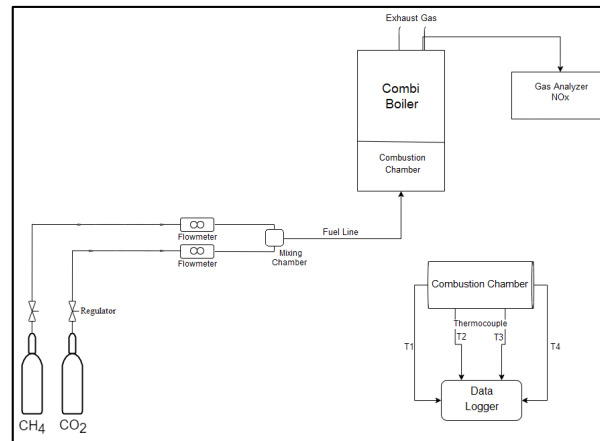 Exhaust Gas
Combi
Boiler
Gas Analyzer
NOx
Combustion
Chamber
Flowmeter
Fuel Line
Mixing
Chamber
Flowmeter
Regulator
CH4
CO2
Combustion Chamber
Thermocouple
T1
T2
T3
T4
Data
Logger